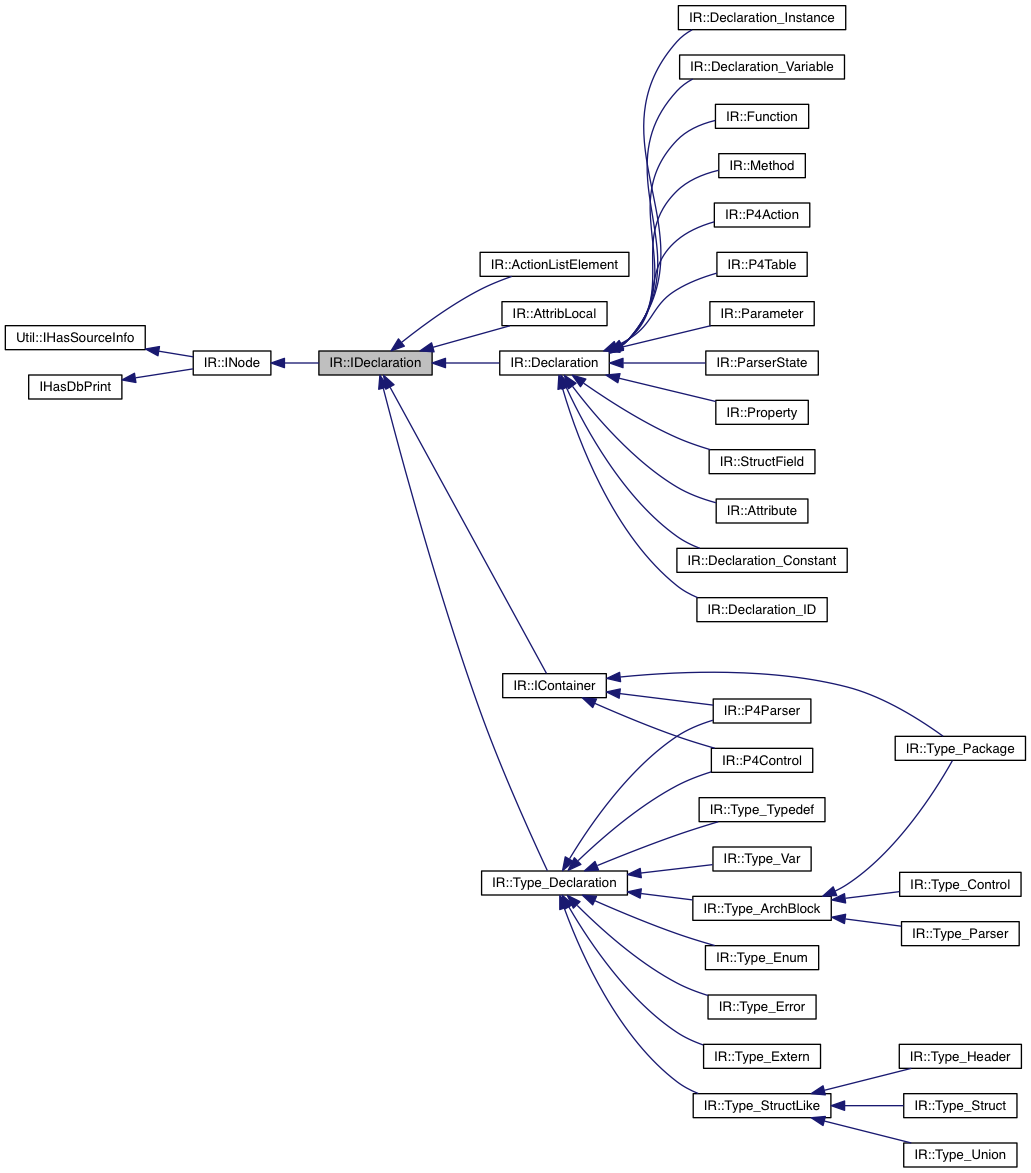 IR::Declaration_Instance
IR::Declaration_Variable
IR::Function
IR::Method
IR::P4Action
IR::ActionListElement
IR::P4Table
IR::AttribLocal
IR::Parameter
Util::IHasSourceInfo
IR::INode
IR::IDeclaration
IR::Declaration
IR::ParserState
IHasDbPrint
IR::Property
IR::StructField
IR::Attribute
IR::Declaration_Constant
IR::Declaration_ID
IR::IContainer
IR::P4Parser
IR::Type_Package
IR::P4Control
IR::Type_Typedef
IR::Type_Var
IR::Type_Declaration
IR::Type_Control
IR::Type_ArchBlock
IR::Type_Parser
IR::Type_Enum
IR::Type_Error
IR::Type_Extern
IR::Type_Header
IR::Type_StructLike
IR::Type_Struct
IR::Type_Union